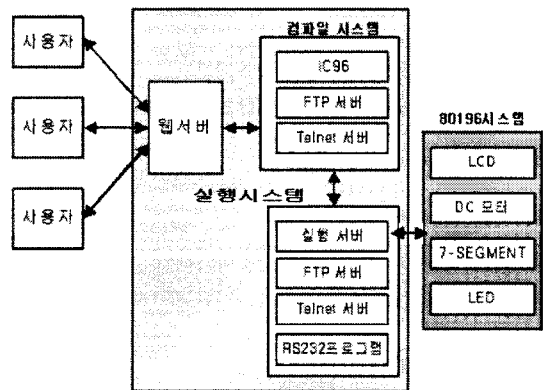 사용자
사용자
사용자
웹서버
컴파일 시스템
IC96
FTP 서버
Telnet 서버
실행시스템
실행 서버
FTP 서버
Telnet 서버
RS232프로그램
80196시스템
LCD
DC 모터
7-SEGMENT
LED